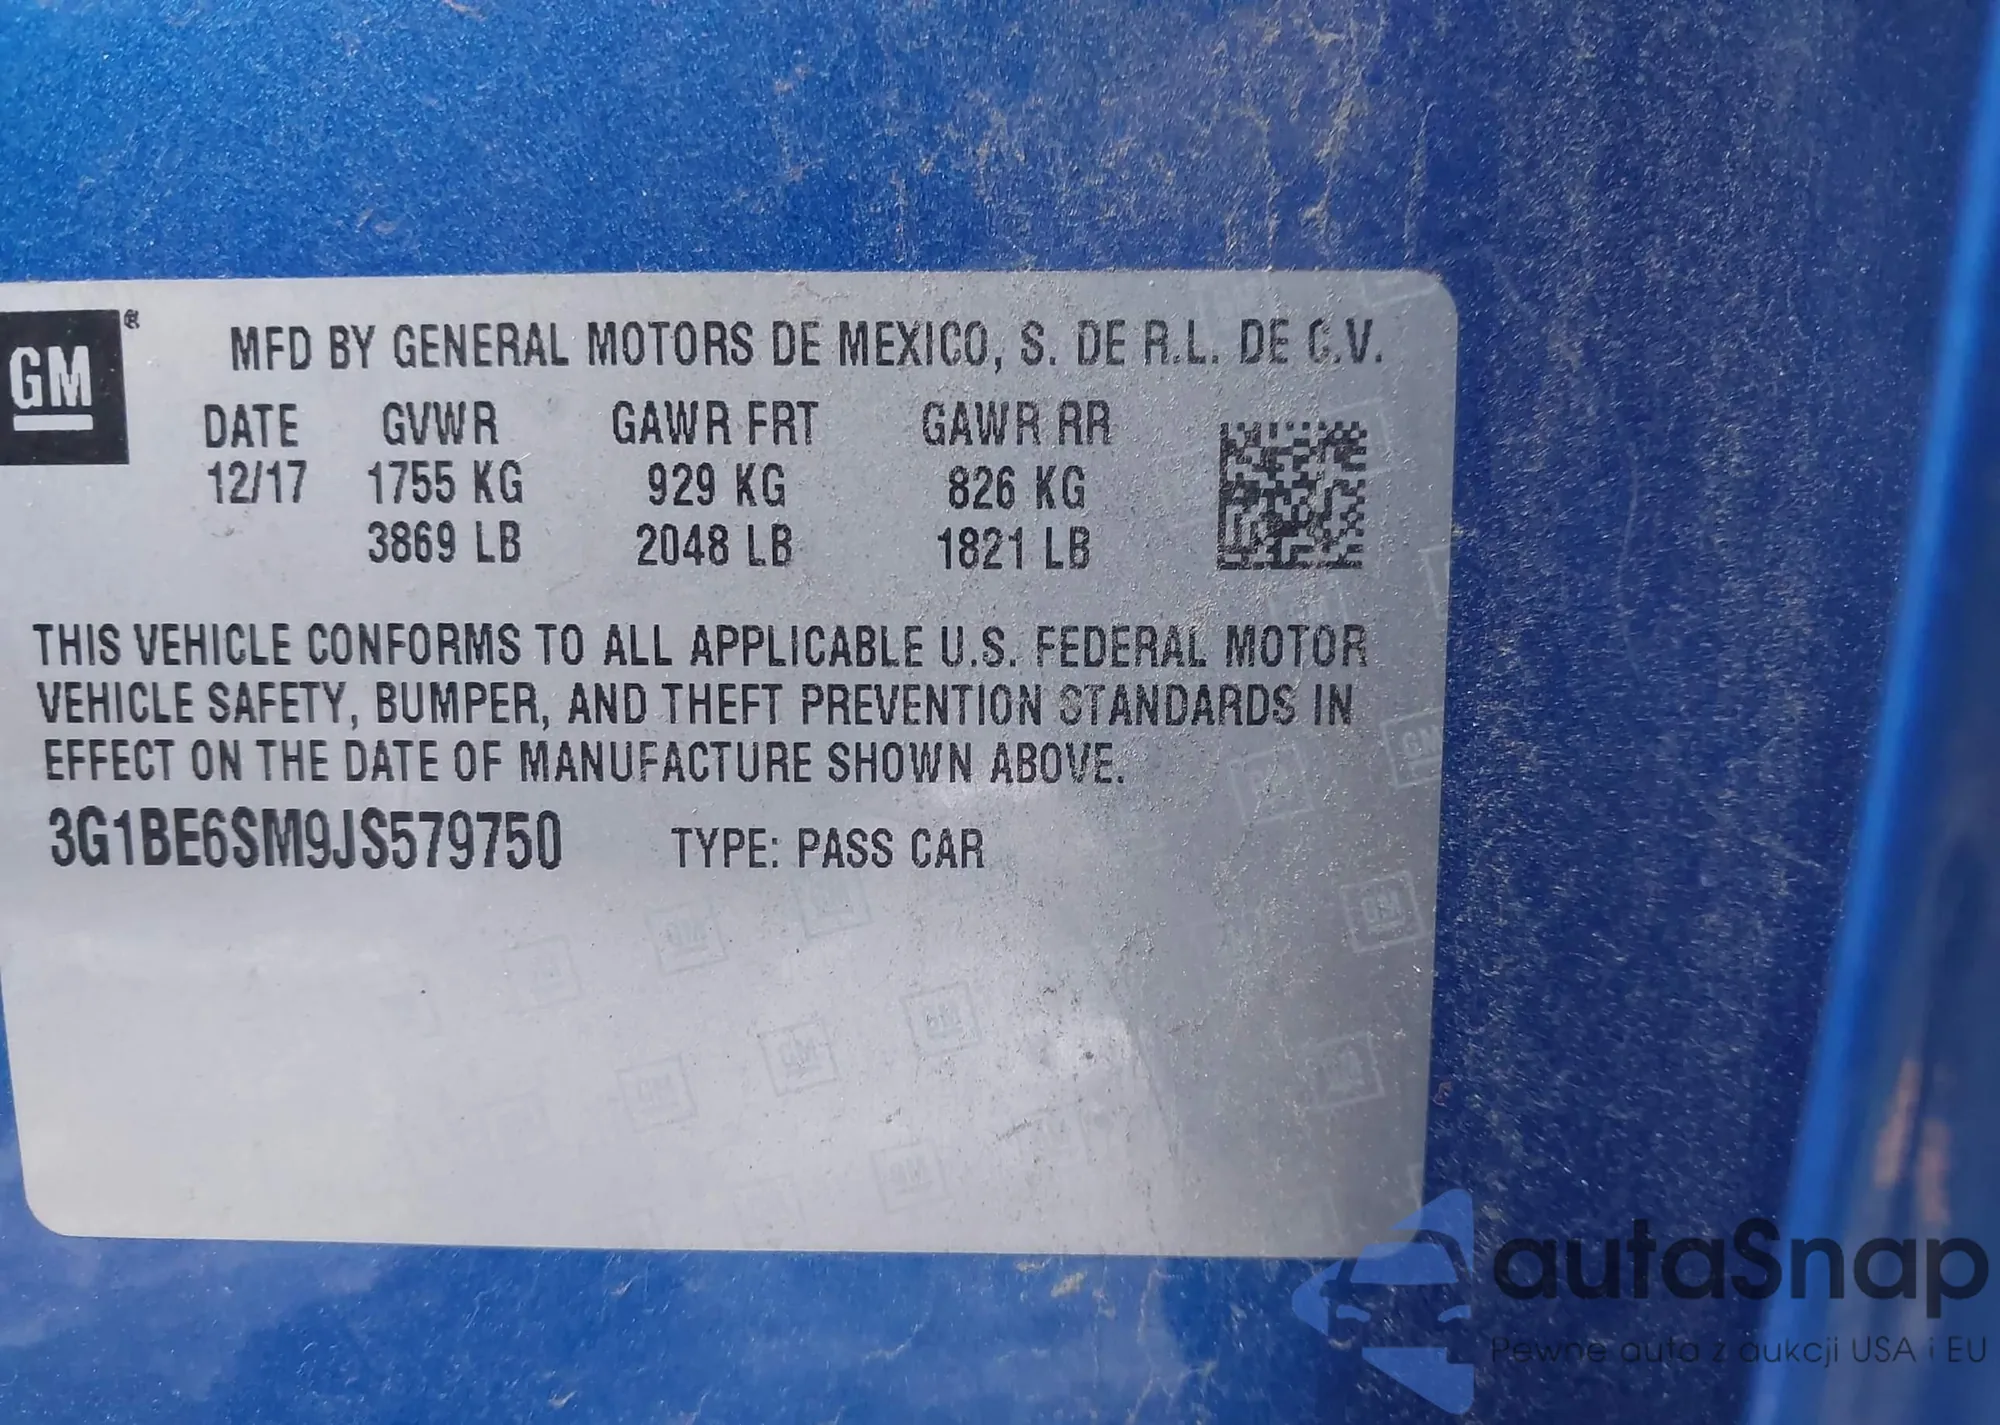 GM®
MFD BY GENERAL MOTORS DE MEXICO, S. DE R.L. DE C.V.
DATE GVWR GAWR FRT GAWR RR
12/17 1755 KG 929 KG 826 KG
3869 LB 2048 LB 1821 LB
THIS VEHICLE CONFORMS TO ALL APPLICABLE U.S. FEDERAL MOTOR
VEHICLE SAFETY, BUMPER, AND THEFT PREVENTION STANDARDS IN
EFFECT ON THE DATE OF MANUFACTURE SHOWN ABOVE.
3G1BE6SM9JS579750 TYPE: PASS CAR
autaSnap
Pewne auta z aukcji USA i EU